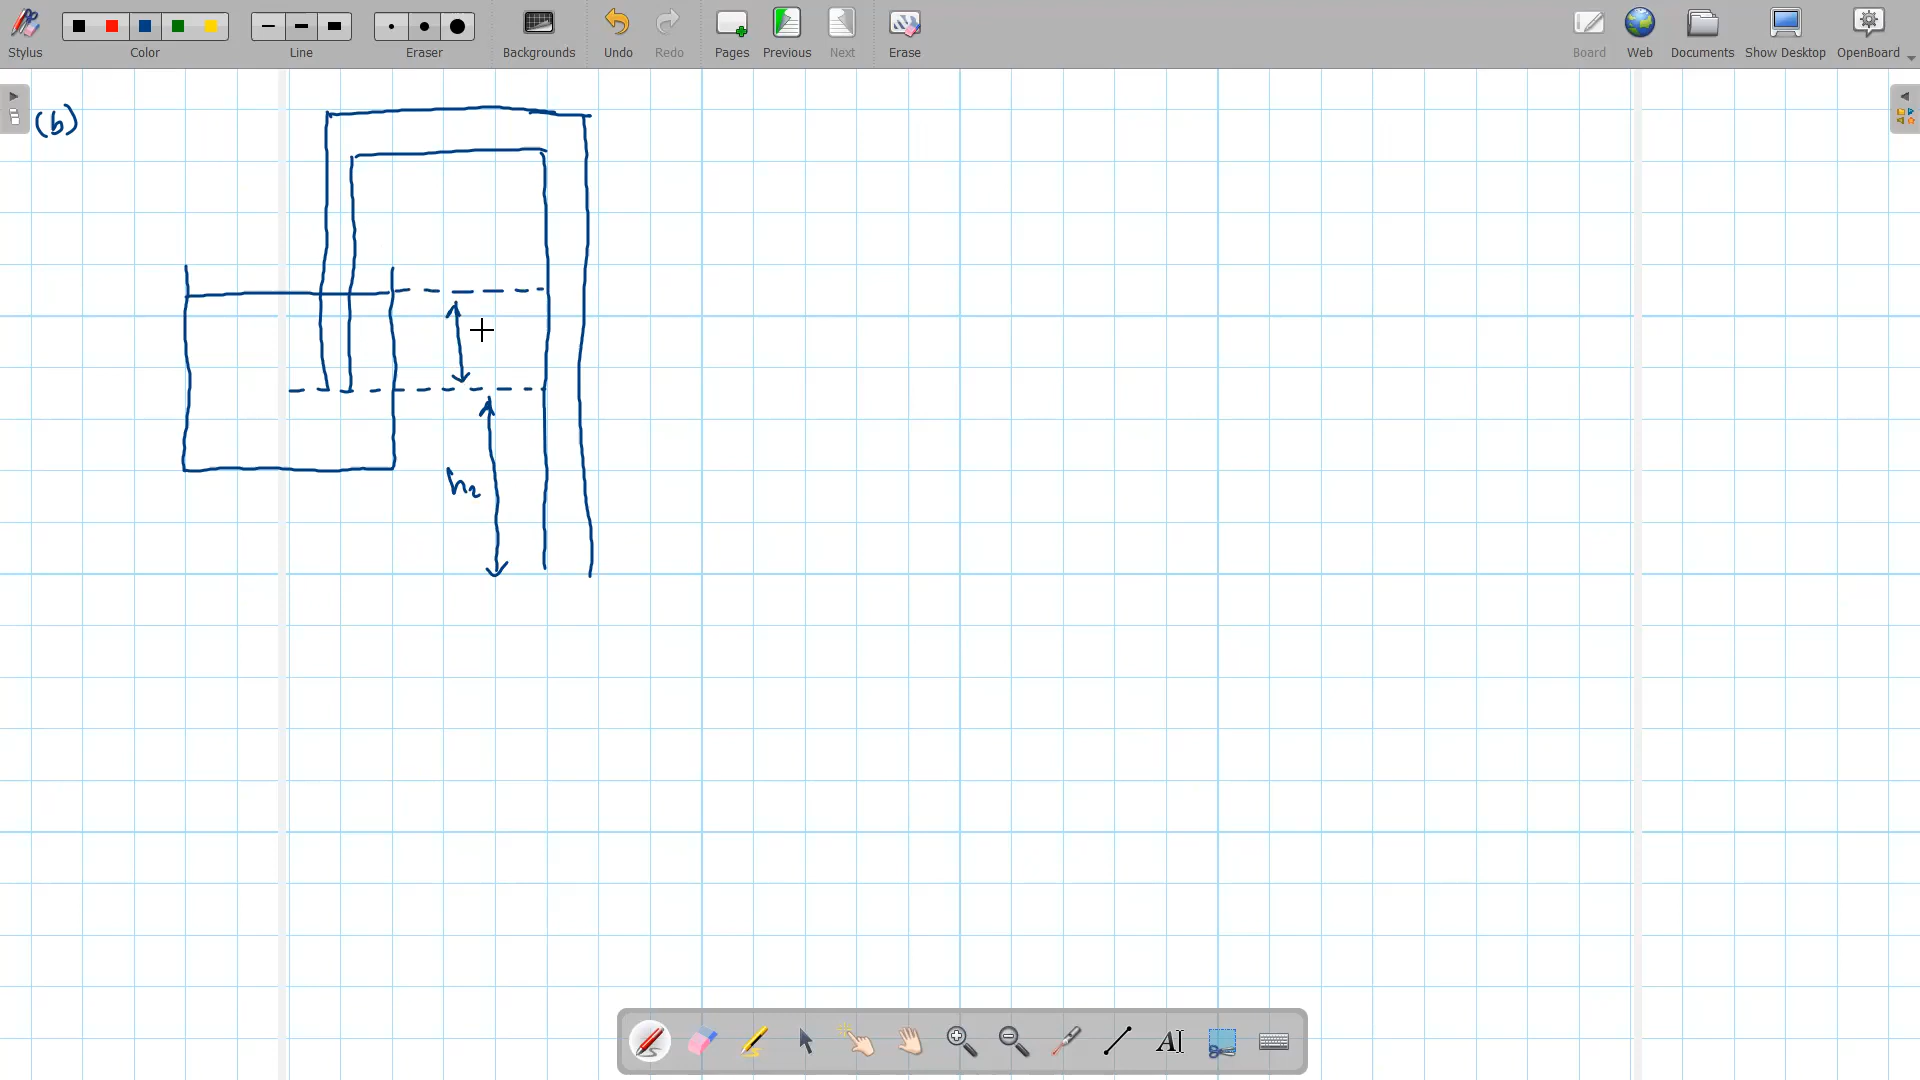 Stylus Color Line Eraser Backgrounds Undo Redo Pages Previous Next Erase Board Web Documents Show Desktop OpenBoard
(b)
h₂